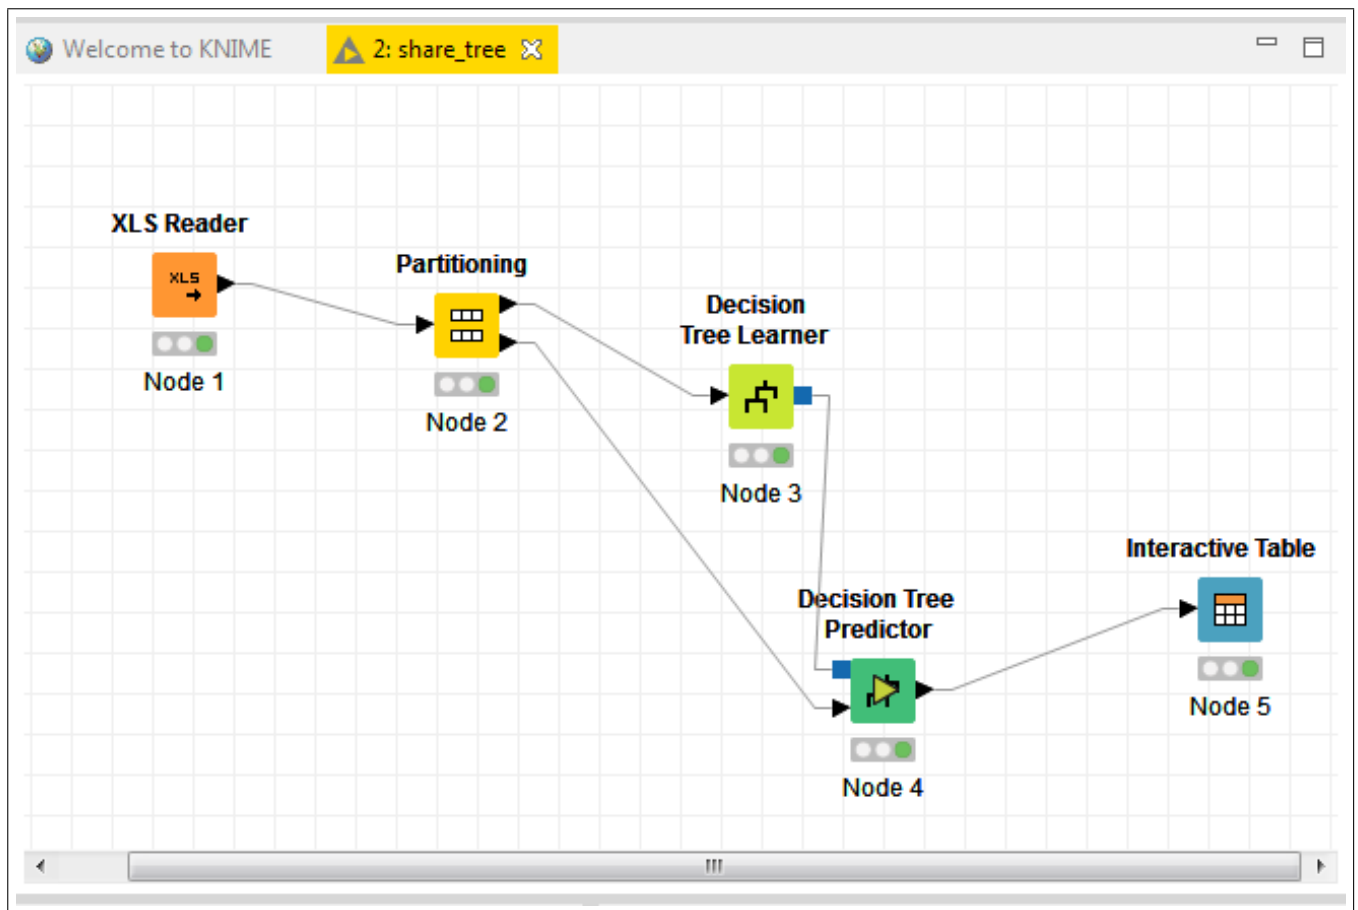 Welcome to KNIME
2: share_tree
XLS Reader
XLS
Node 1
Partitioning
Node 2
Decision
Tree Learner
Node 3
Decision Tree
Predictor
Node 4
Interactive Table
Node 5